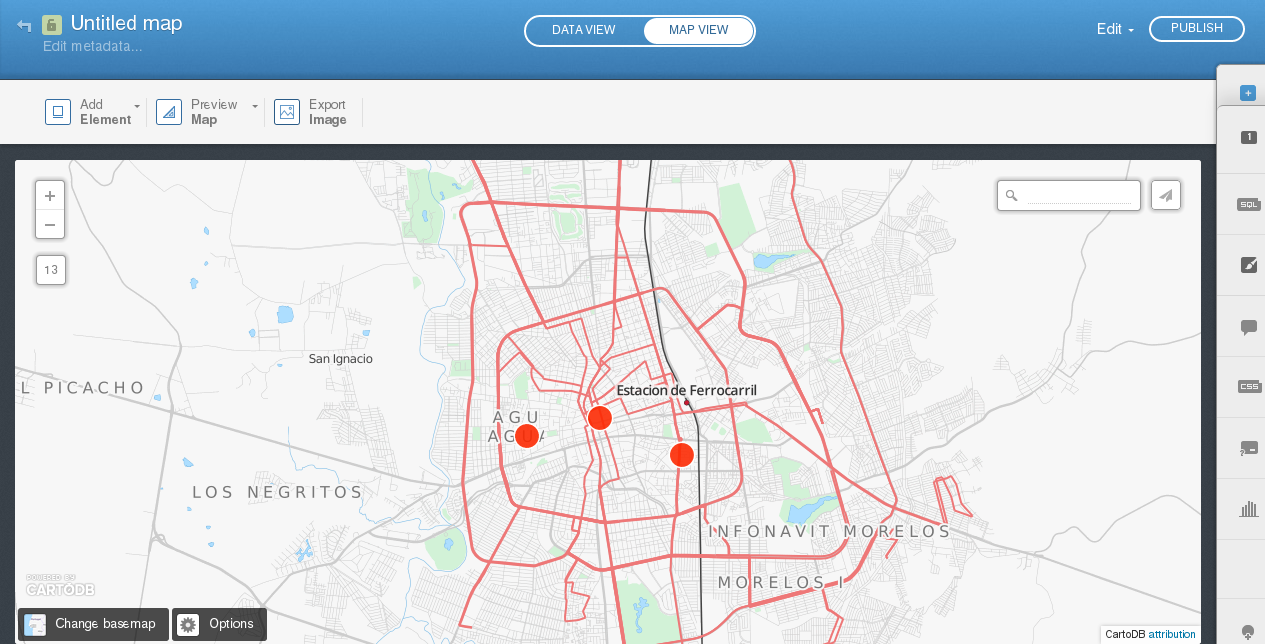 Untitled map
Edit metadata...
DATA VIEW
MAP VIEW
Edit
PUBLISH
Add
Element
Preview
Map
Export
Image
+
1
SQL
CSS
?
+
−
13
San Ignacio
L PICACHO
Estacion de Ferrocarril
AGU
AGUA
LOS NEGRITOS
INFONAVIT MORELOS
MORELOS I
POWERED BY
CARTODB
Change basemap
Options
CartoDB attribution